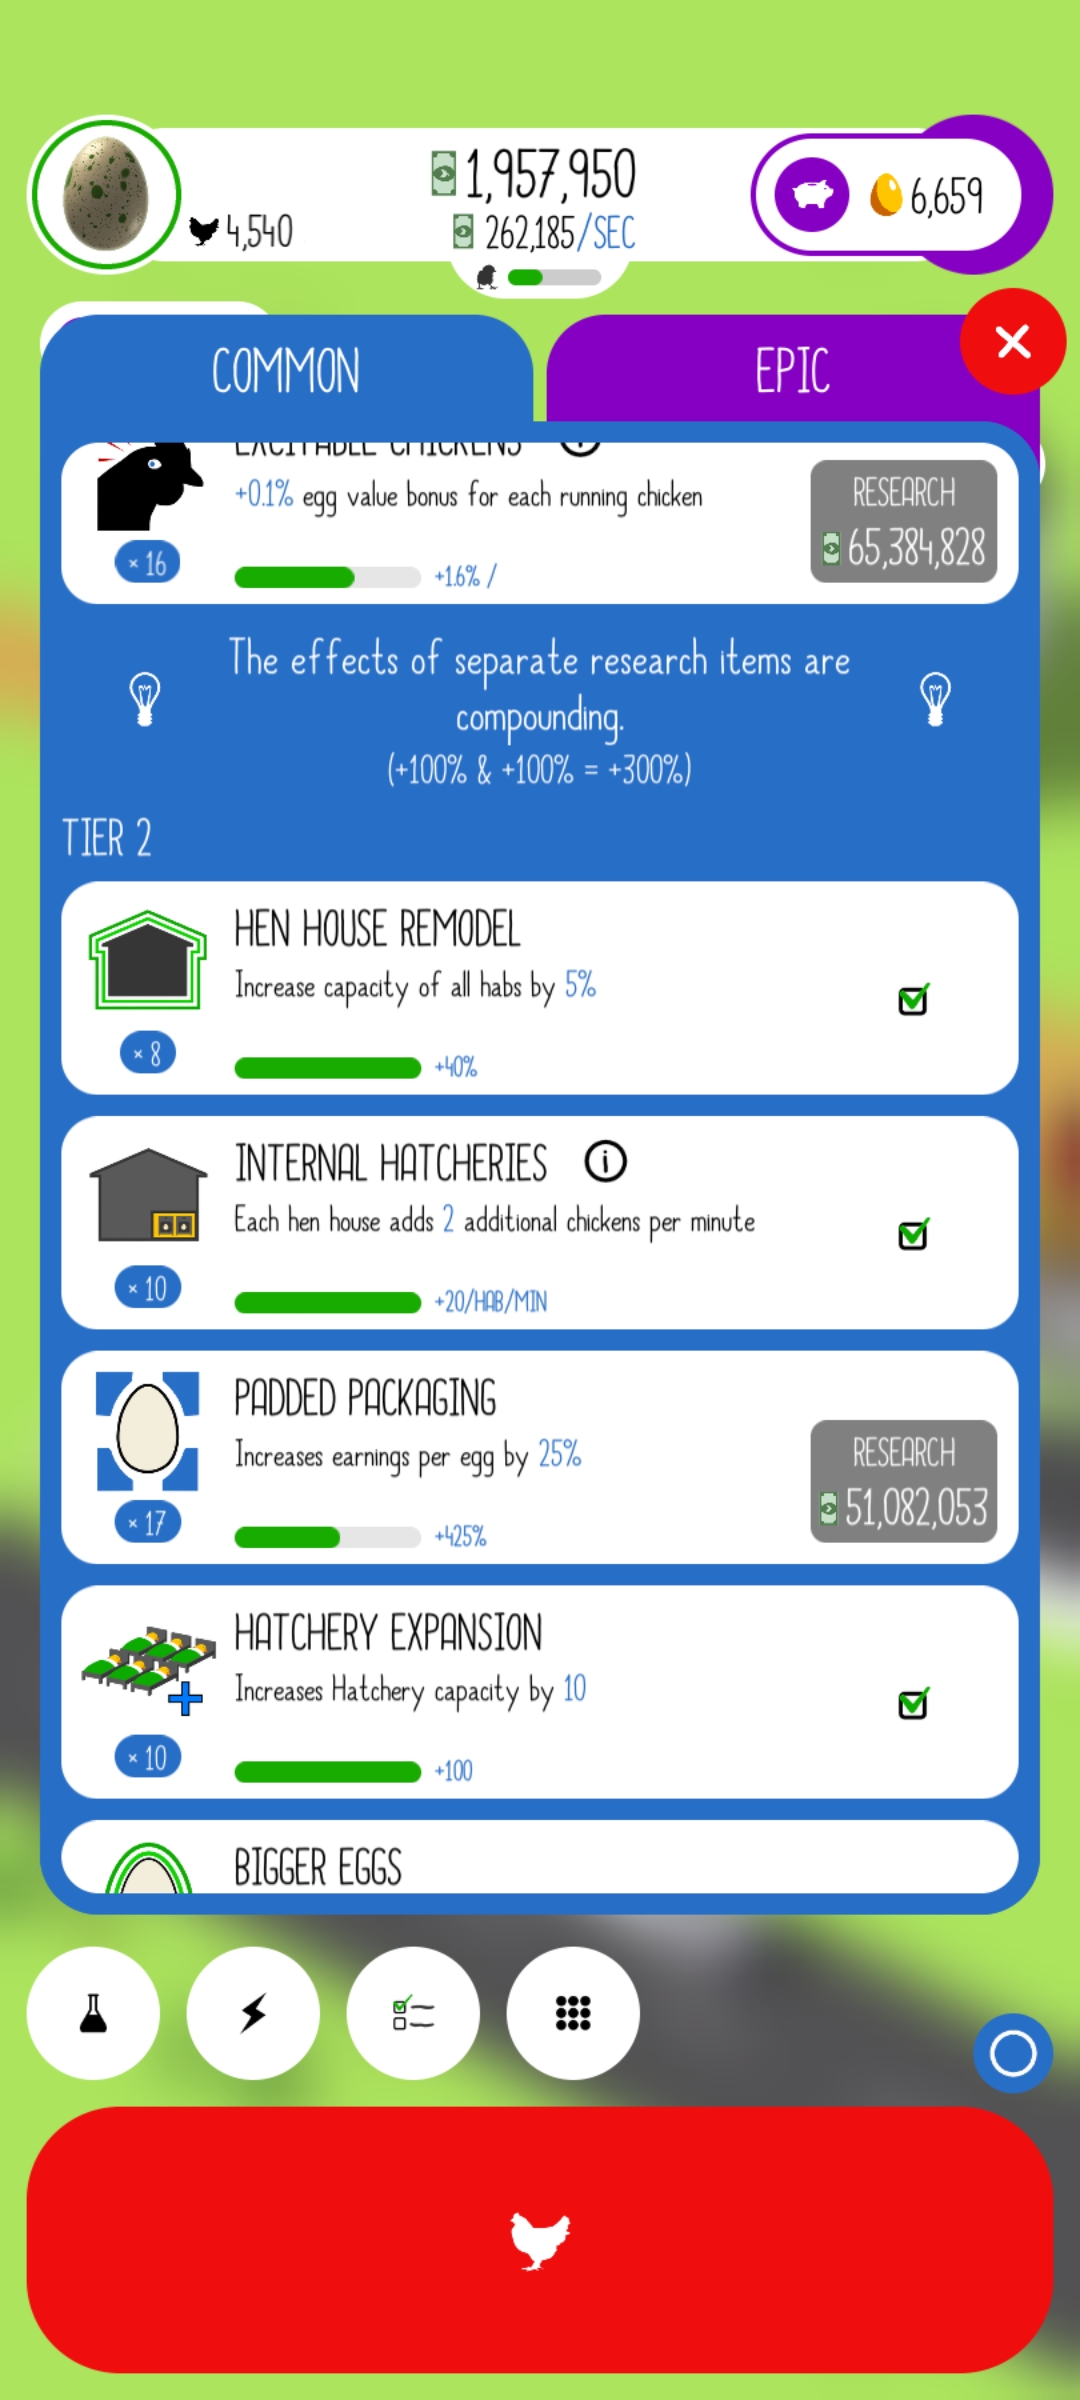 1,957,950
4,540
262,185/SEC
6,659
COMMON
EPIC
EXCITABLE CHICKENS
+0.1% egg value bonus for each running chicken
RESEARCH
65,384,828
× 16
+1.6% /
The effects of separate research items are
compounding.
(+100% & +100% = +300%)
TIER 2
HEN HOUSE REMODEL
Increase capacity of all habs by 5%
× 8
+40%
INTERNAL HATCHERIES
Each hen house adds 2 additional chickens per minute
× 10
+20/HAB/MIN
PADDED PACKAGING
Increases earnings per egg by 25%
RESEARCH
51,082,053
× 17
+425%
HATCHERY EXPANSION
Increases Hatchery capacity by 10
× 10
+100
BIGGER EGGS